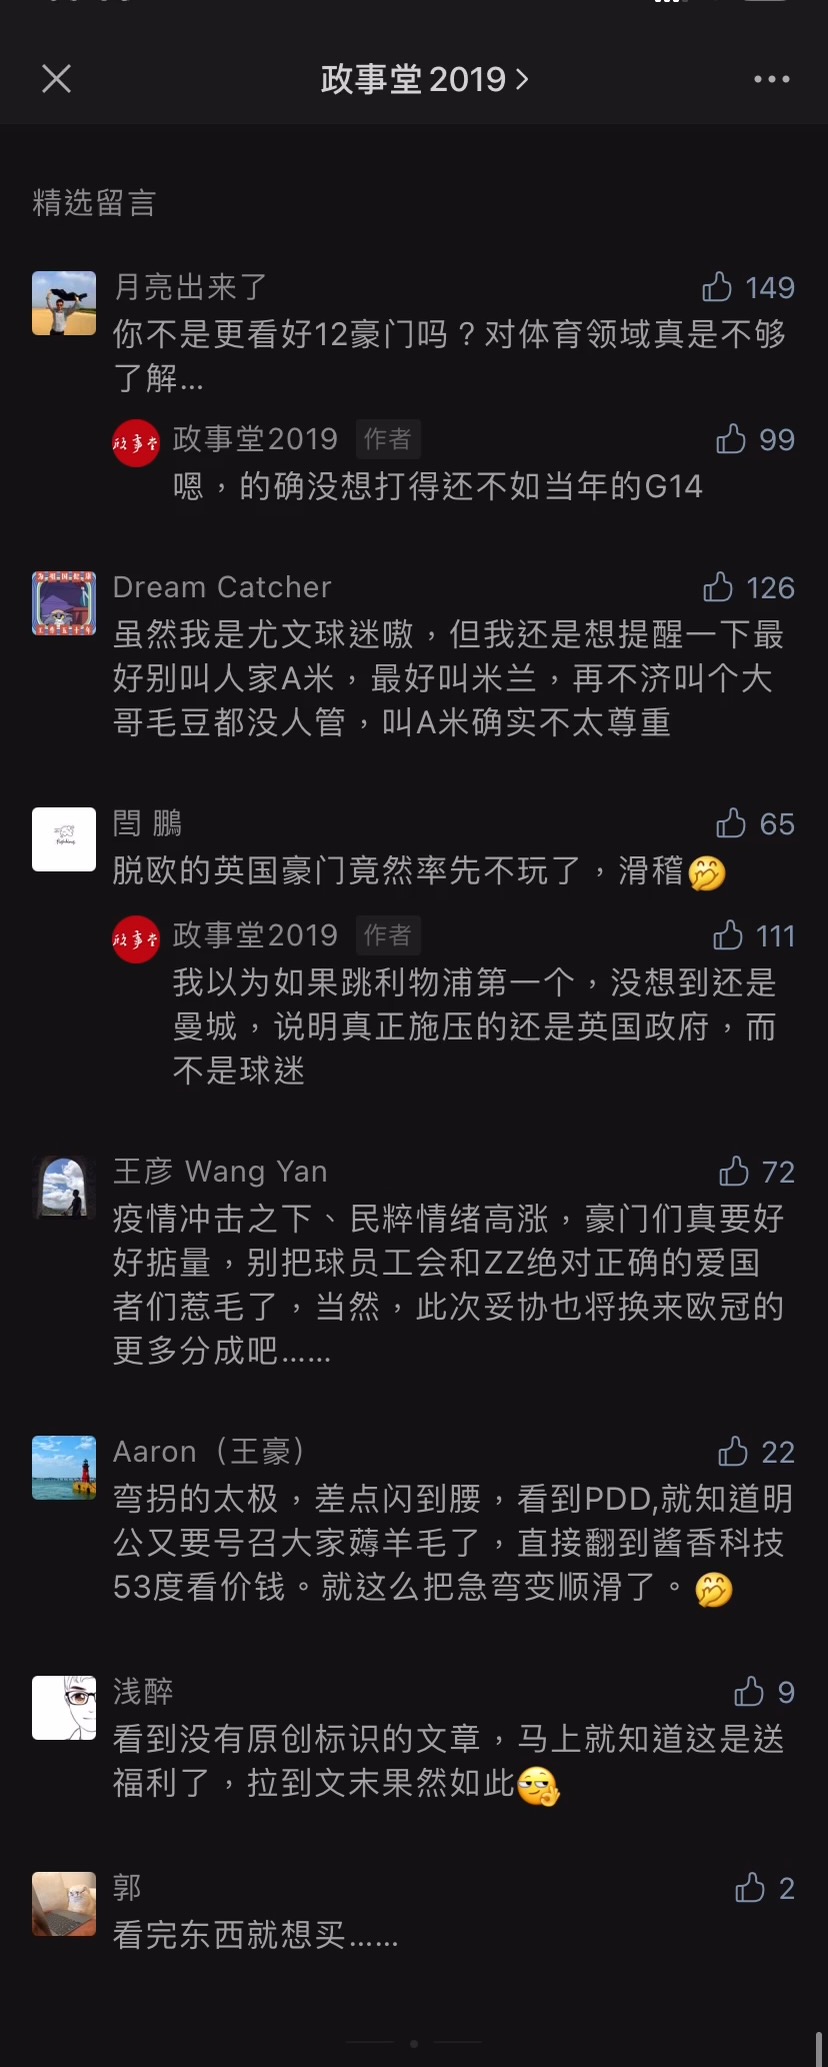 政事堂2019
精选留言
月亮出来了
149
你不是更看好12豪门吗？对体育领域真是不够
了解...
政事堂2019 作者
99
嗯，的确没想打得还不如当年的G14
Dream Catcher
126
虽然我是尤文球迷嗷，但我还是想提醒一下最
好别叫人家A米，最好叫米兰，再不济叫个大
哥毛豆都没人管，叫A米确实不太尊重
閆 鵬
65
脱欧的英国豪门竟然率先不玩了，滑稽🤭
政事堂2019 作者
111
我以为如果跳利物浦第一个，没想到还是
曼城，说明真正施压的还是英国政府，而
不是球迷
王彦 Wang Yan
72
疫情冲击之下、民粹情绪高涨，豪门们真要好
好掂量，别把球员工会和ZZ绝对正确的爱国
者们惹毛了，当然，此次妥协也将换来欧冠的
更多分成吧......
Aaron（王豪）
22
弯拐的太极，差点闪到腰，看到PDD,就知道明
公又要号召大家薅羊毛了，直接翻到酱香科技
53度看价钱。就这么把急弯变顺滑了。🤭
浅醉
9
看到没有原创标识的文章，马上就知道这是送
福利了，拉到文末果然如此
郭
2
看完东西就想买......